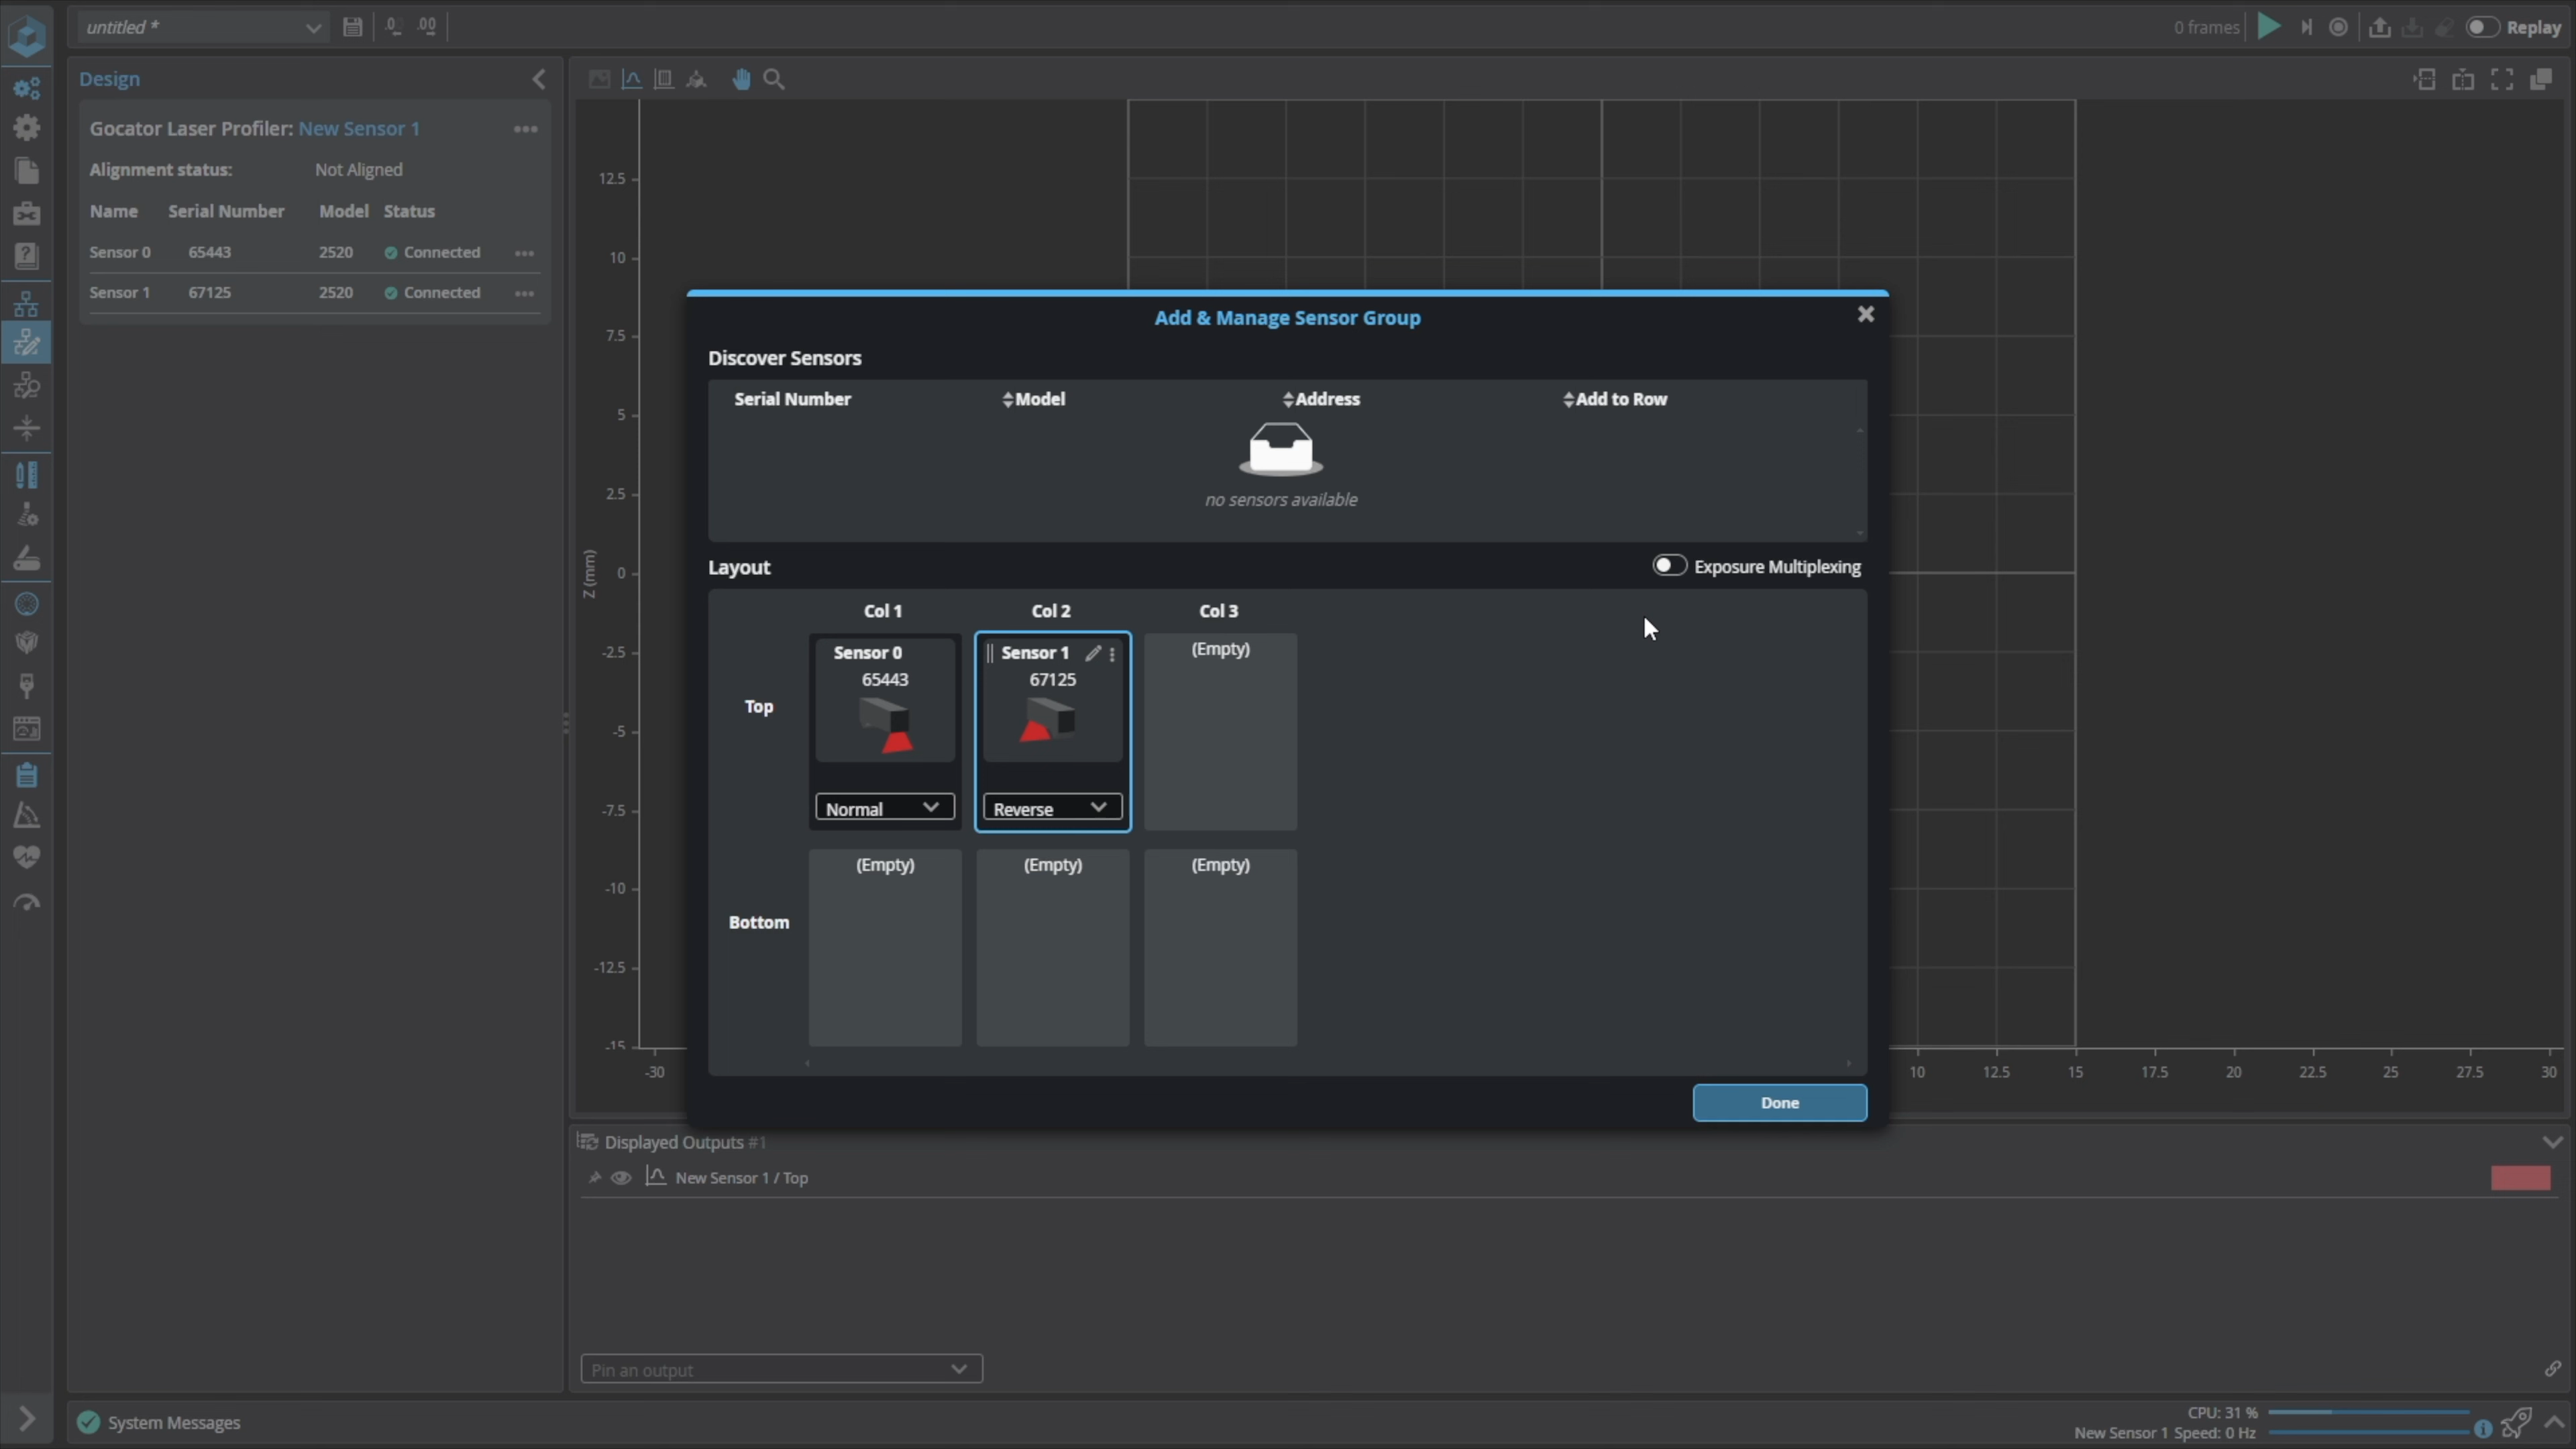 untitled *
0 frames
Replay
Design
Gocator Laser Profiler: New Sensor 1
Alignment status: Not Aligned
Name Serial Number Model Status
Sensor 0 65443 2520 Connected
Sensor 1 67125 2520 Connected
12.5
10
7.5
5
2.5
0
-2.5
-5
-7.5
-10
-12.5
-15
Z (mm)
-30
10
12.5
15
17.5
20
22.5
25
27.5
30
Add & Manage Sensor Group
Discover Sensors
Serial Number Model Address Add to Row
no sensors available
Layout
Exposure Multiplexing
Col 1 Col 2 Col 3
Top
Sensor 0
65443
Normal
Sensor 1
67125
Reverse
(Empty)
Bottom
(Empty) (Empty) (Empty)
Done
Displayed Outputs #1
New Sensor 1 / Top
Pin an output
System Messages
CPU: 31 %
New Sensor 1 Speed: 0 Hz